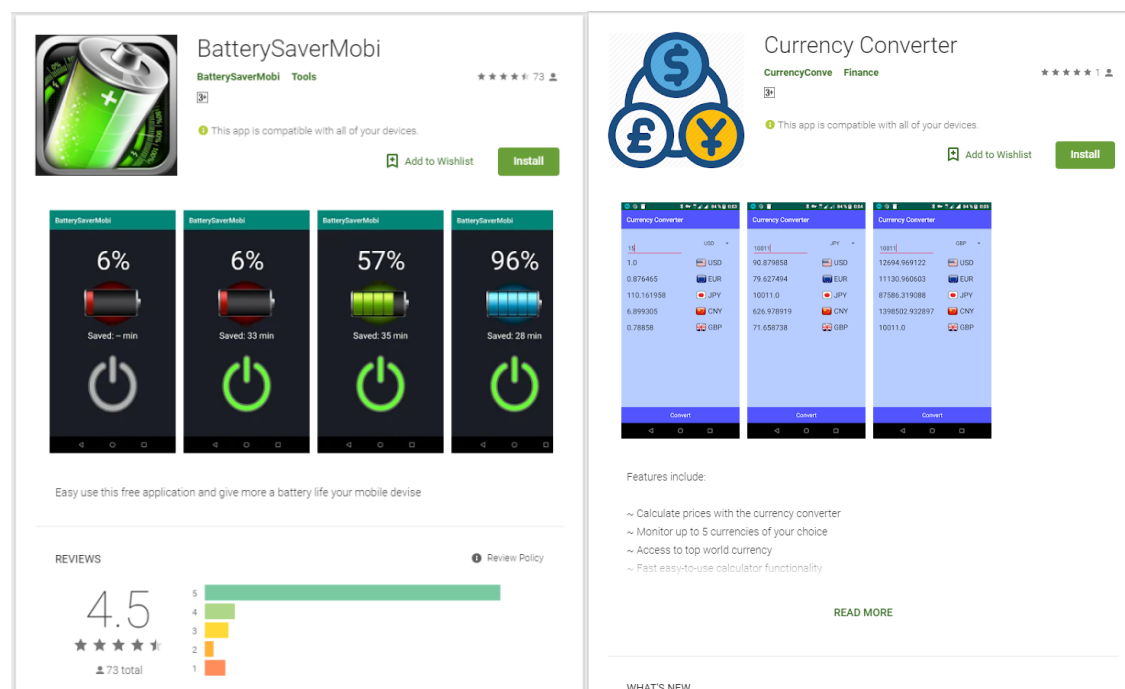 BatterySaverMobi
BatterySaverMobi Tools
73
3+
This app is compatible with all of your devices.
Add to Wishlist
Install
BatterySaverMobi
6%
Saved: – min
BatterySaverMobi
6%
Saved: 33 min
BatterySaverMobi
57%
Saved: 35 min
BatterySaverMobi
96%
Saved: 28 min
Easy use this free application and give more a battery life your mobile devise
REVIEWS
Review Policy
4.5
73 total
5
4
3
2
1
Currency Converter
CurrencyConve Finance
1
3+
This app is compatible with all of your devices.
Add to Wishlist
Install
Currency Converter
15 USD
1.0 USD
0.876465 EUR
110.161958 JPY
6.899305 CNY
0.78858 GBP
Convert
Currency Converter
10011 JPY
90.879858 USD
79.627494 EUR
10011.0 JPY
626.978919 CNY
71.658738 GBP
Convert
Currency Converter
10011 GBP
12694.969122 USD
11130.960603 EUR
87586.319088 JPY
1398502.932897 CNY
10011.0 GBP
Convert
Features include:
~ Calculate prices with the currency converter
~ Monitor up to 5 currencies of your choice
~ Access to top world currency
~ Fast easy-to-use calculator functionality
READ MORE
WHAT'S NEW